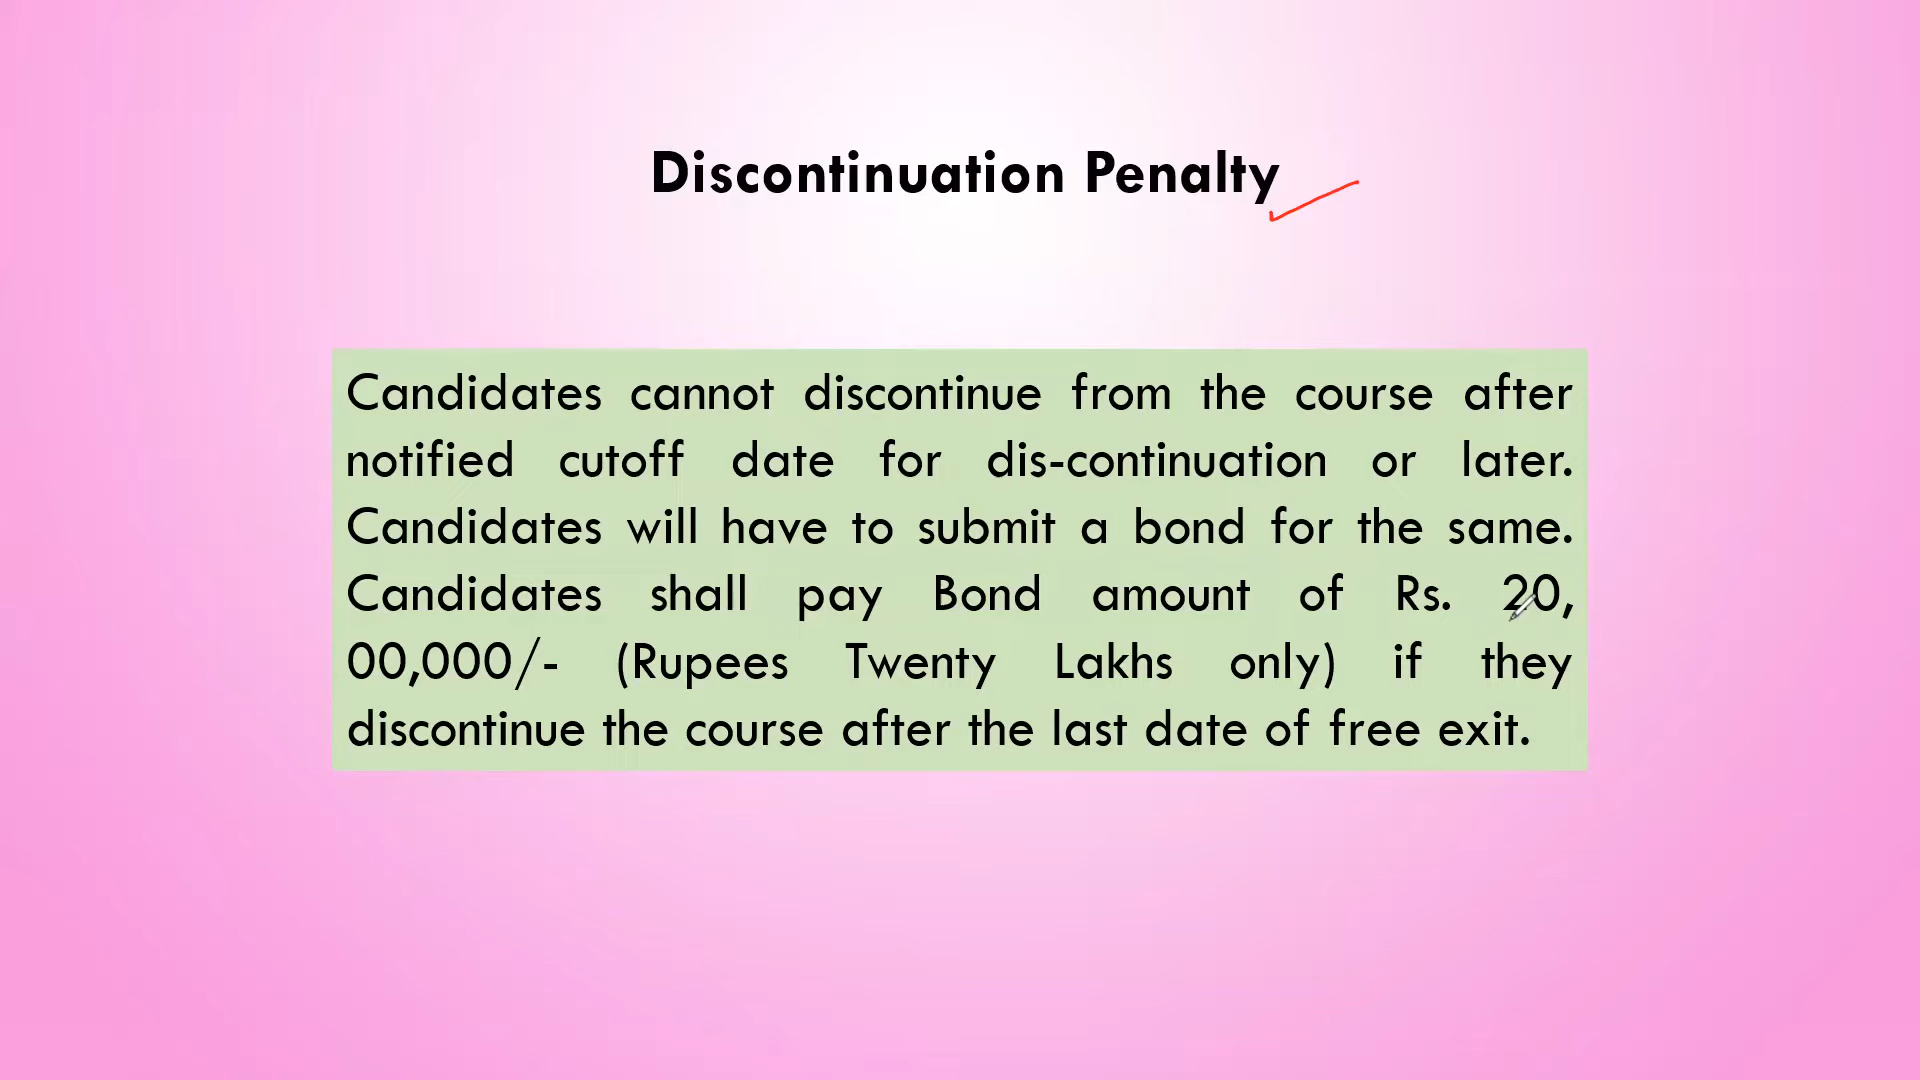 Discontinuation Penalty
Candidates cannot discontinue from the course after
notified cutoff date for dis-continuation or later.
Candidates will have to submit a bond for the same.
Candidates shall pay Bond amount of Rs. 20,
00,000/- (Rupees Twenty Lakhs only) if they
discontinue the course after the last date of free exit.